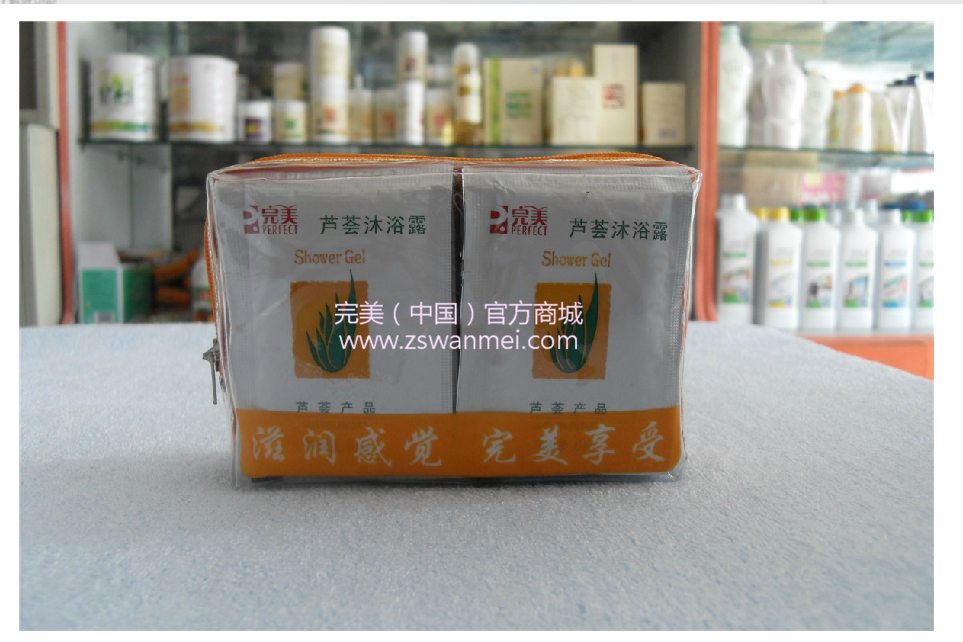 完美 芦荟沐浴露
PERFECT
Shower Gel
芦荟产品
完美 芦荟沐浴露
PERFECT
Shower Gel
芦荟产品
完美（中国）官方商城
www.zswanmei.com
滋润感觉 完美享受